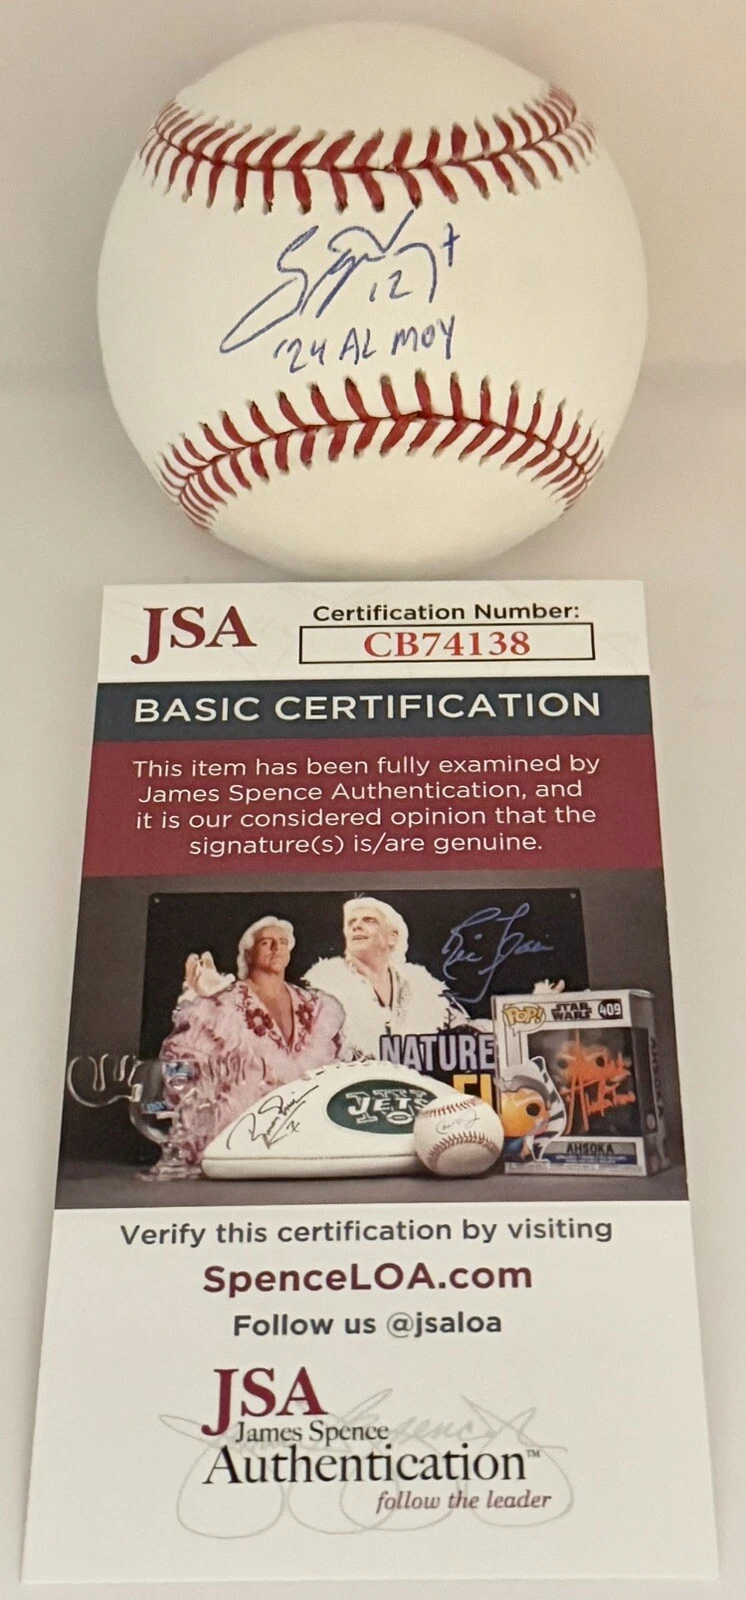 12
'24 AL MOY
JSA
Certification Number:
CB74138
BASIC CERTIFICATION
This item has been fully examined by
James Spence Authentication, and
it is our considered opinion that the
signature(s) is/are genuine.
NATURE
POP!
STAR
WARS
409
JETS
AHSOKA
Verify this certification by visiting
SpenceLOA.com
Follow us @jsaloa
JSA
James Spence
Authentication™
follow the leader